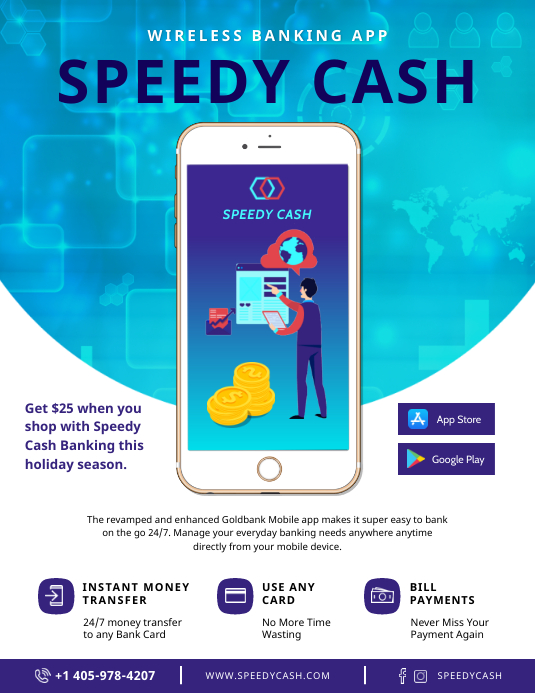 WIRELESS BANKING APP
SPEEDY CASH
SPEEDY CASH
Get $25 when you
shop with Speedy
Cash Banking this
holiday season.
App Store
Google Play
The revamped and enhanced Goldbank Mobile app makes it super easy to bank
on the go 24/7. Manage your everyday banking needs anywhere anytime
directly from your mobile device.
INSTANT MONEY
TRANSFER
24/7 money transfer
to any Bank Card
USE ANY
CARD
No More Time
Wasting
BILL
PAYMENTS
Never Miss Your
Payment Again
+1 405-978-4207
WWW.SPEEDYCASH.COM
SPEEDYCASH